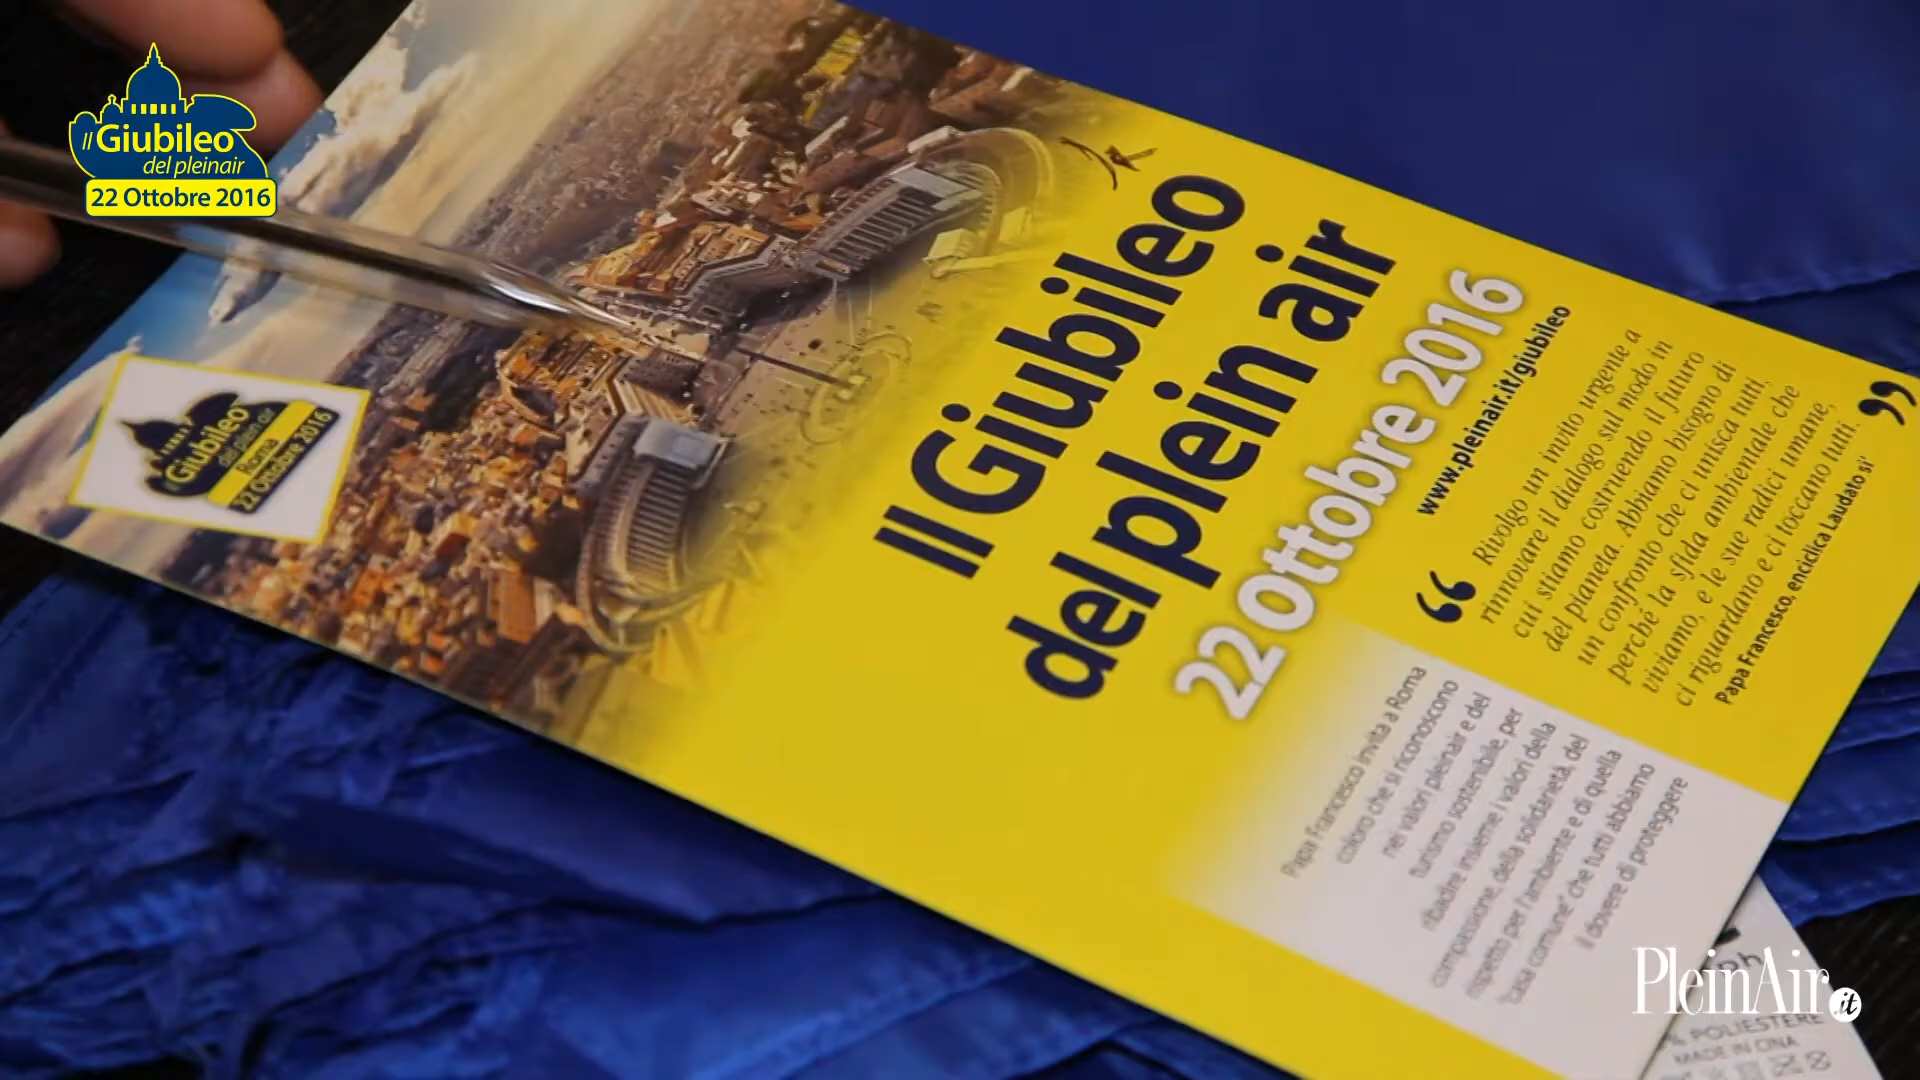 Il Giubileo
del pleinair
22 Ottobre 2016
Il Giubileo
del plein air
Roma
22 Ottobre 2016
Il Giubileo
del plein air
22 Ottobre 2016
www.pleinair.it/giubileo
“ Rivolgo un invito urgente a
rinnovare il dialogo sul modo in
cui stiamo costruendo il futuro
del pianeta. Abbiamo bisogno di
un confronto che ci unisca tutti,
perché la sfida ambientale che
viviamo, e le sue radici umane,
ci riguardano e ci toccano tutti. ”
Papa Francesco, enciclica Laudato si'
Papa Francesco invita a Roma
coloro che si riconoscono
nei valori pleinair e del
turismo sostenibile, per
ribadire insieme i valori della
compassione, della solidarietà, del
rispetto per l'ambiente e di quella
"casa comune" che tutti abbiamo
il dovere di proteggere
PleinAir.it
% POLIESTERE
MADE IN CINA